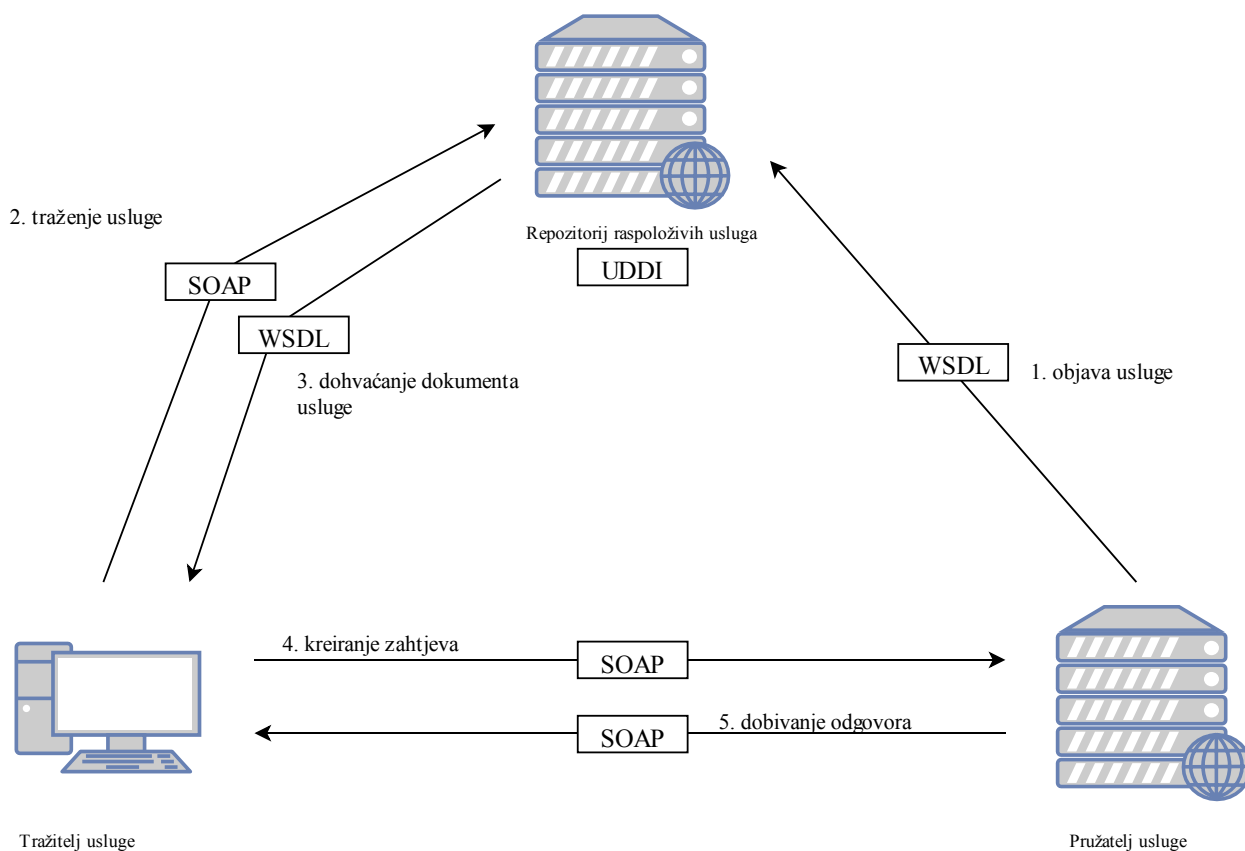 2. traženje usluge
Repozitorij raspoloživih usluga
UDDI
SOAP
WSDL
3. dohvaćanje dokumenta
usluge
WSDL
1. objava usluge
4. kreiranje zahtjeva
SOAP
SOAP
5. dobivanje odgovora
Tražitelj usluge
Pružatelj usluge